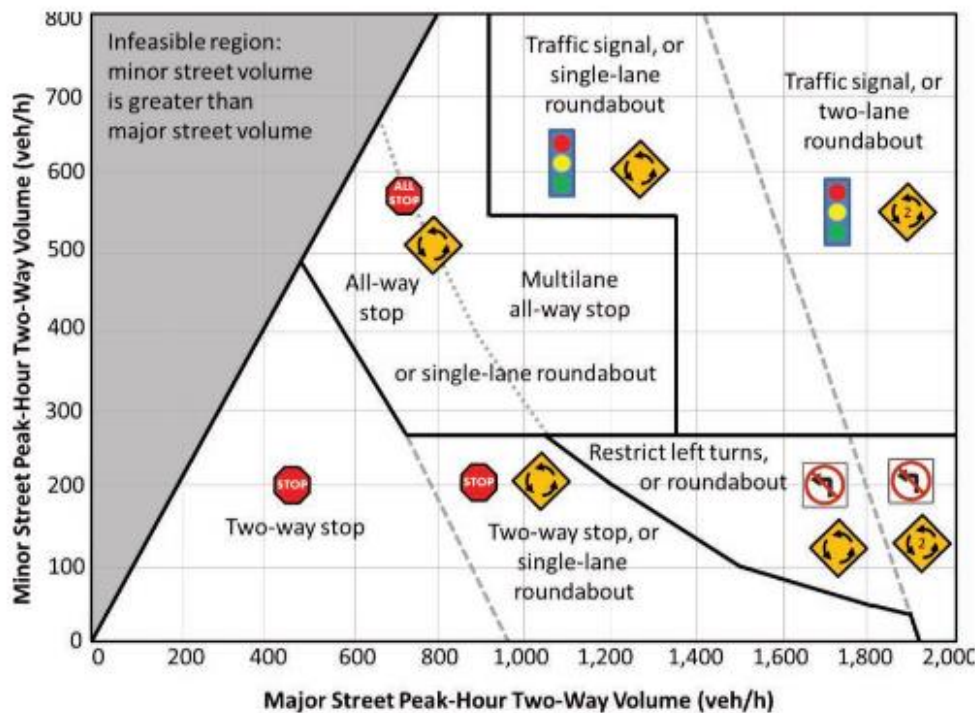 Minor Street Peak-Hour Two-Way Volume (veh/h)
800
700
600
500
400
300
200
100
0
Infeasible region:
minor street volume
is greater than
major street volume
Traffic signal, or
single-lane
roundabout
Traffic signal, or
two-lane
roundabout
2
ALL
STOP
All-way
stop
Multilane
all-way stop
or single-lane roundabout
Restrict left turns,
or roundabout
2
STOP
Two-way stop
STOP
Two-way stop, or
single-lane
roundabout
0
200
400
600
800
1,000
1,200
1,400
1,600
1,800
2,000
Major Street Peak-Hour Two-Way Volume (veh/h)